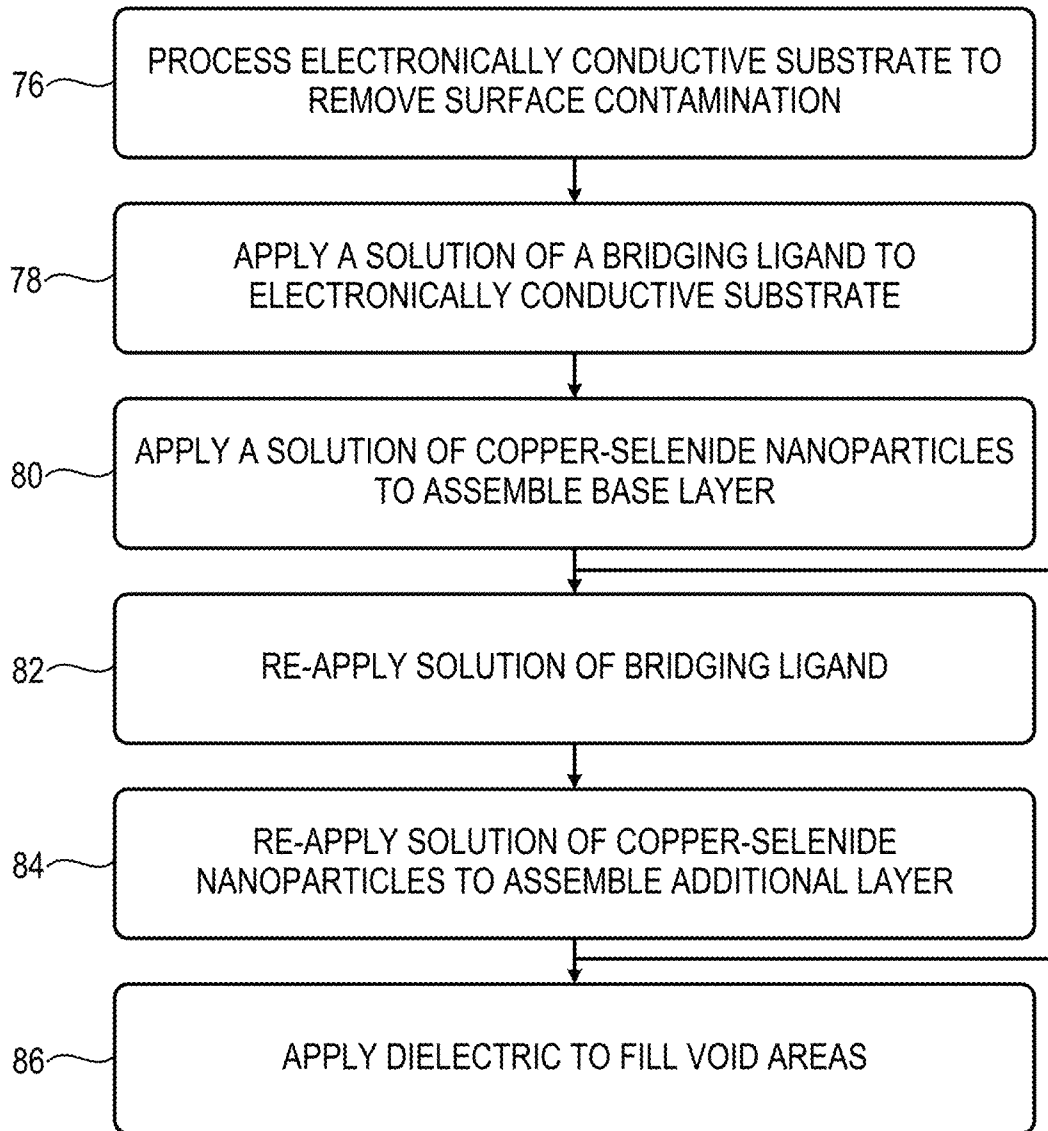 76
PROCESS ELECTRONICALLY CONDUCTIVE SUBSTRATE TO
REMOVE SURFACE CONTAMINATION
78
APPLY A SOLUTION OF A BRIDGING LIGAND TO
ELECTRONICALLY CONDUCTIVE SUBSTRATE
80
APPLY A SOLUTION OF COPPER-SELENIDE NANOPARTICLES
TO ASSEMBLE BASE LAYER
82
RE-APPLY SOLUTION OF BRIDGING LIGAND
84
RE-APPLY SOLUTION OF COPPER-SELENIDE
NANOPARTICLES TO ASSEMBLE ADDITIONAL LAYER
86
APPLY DIELECTRIC TO FILL VOID AREAS